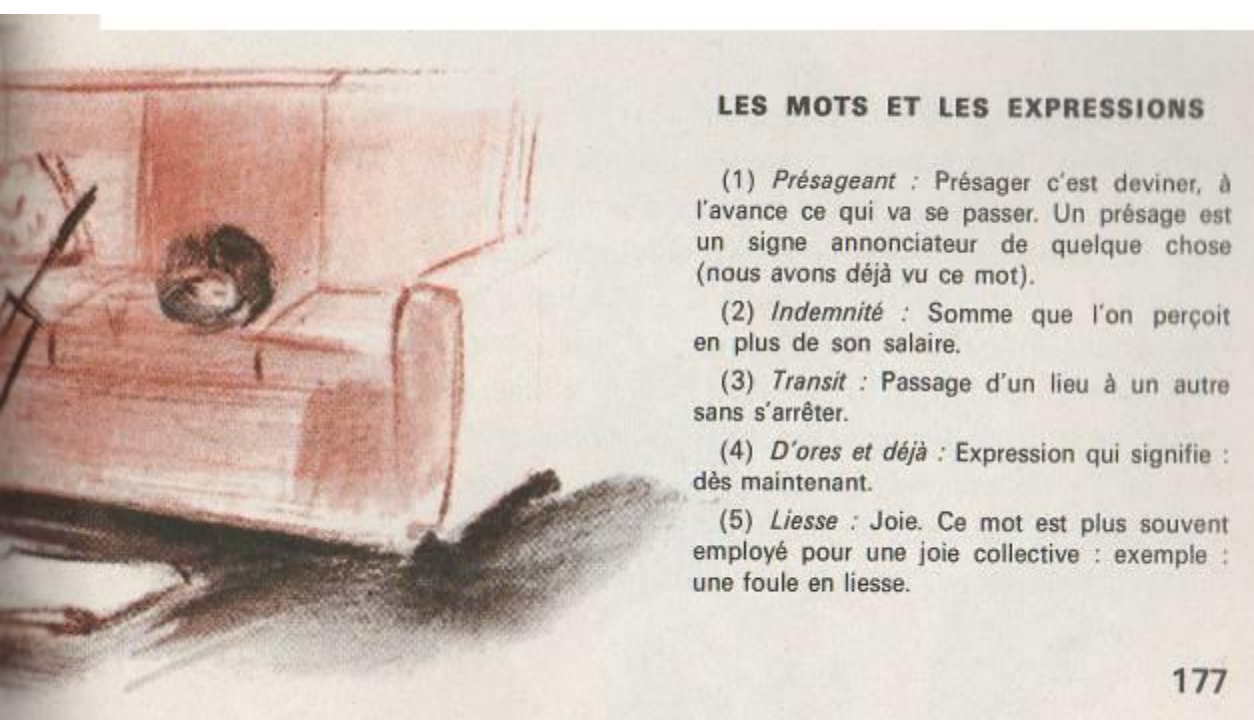 LES MOTS ET LES EXPRESSIONS
(1) Présageant : Présager c'est deviner, à
l'avance ce qui va se passer. Un présage est
un signe annonciateur de quelque chose
(nous avons déjà vu ce mot).
(2) Indemnité : Somme que l'on perçoit
en plus de son salaire.
(3) Transit : Passage d'un lieu à un autre
sans s'arrêter.
(4) D'ores et déjà : Expression qui signifie :
dès maintenant.
(5) Liesse : Joie. Ce mot est plus souvent
employé pour une joie collective : exemple :
une foule en liesse.
177